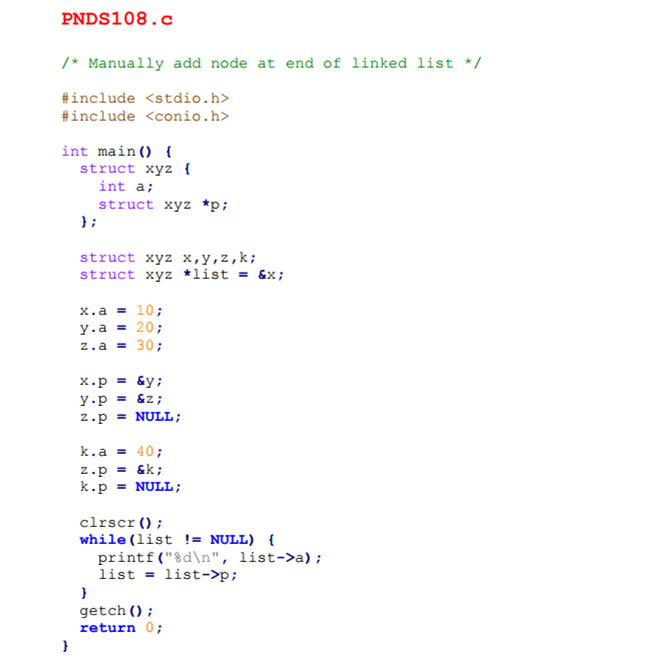 PNDS108.c
/* Manually add node at end of linked list */
#include <stdio.h>
#include <conio.h>
int main() {
struct xyz {
int a;
struct xyz *p;
};
struct xyz x,y,z,k;
struct xyz *list = &x;
x.a = 10;
y.a = 20;
z.a = 30;
x.p = &y;
y.p = &z;
z.p = NULL;
k.a = 40;
z.p = &k;
k.p = NULL;
clrscr();
while(list != NULL) {
printf("%d\n", list->a);
list = list->p;
}
getch();
return 0;
}